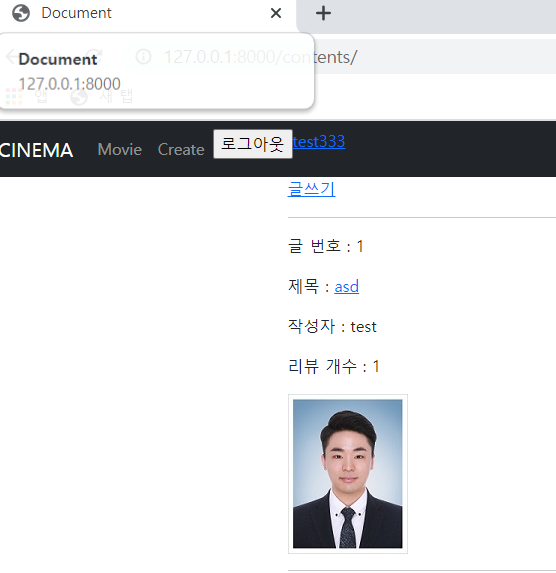 Document
127.0.0.1:8000/contents/
Document
127.0.0.1:8000
앱 새 탭
CINEMA Movie Create 로그아웃 test333
글쓰기
글 번호 : 1
제목 : asd
작성자 : test
리뷰 개수 : 1